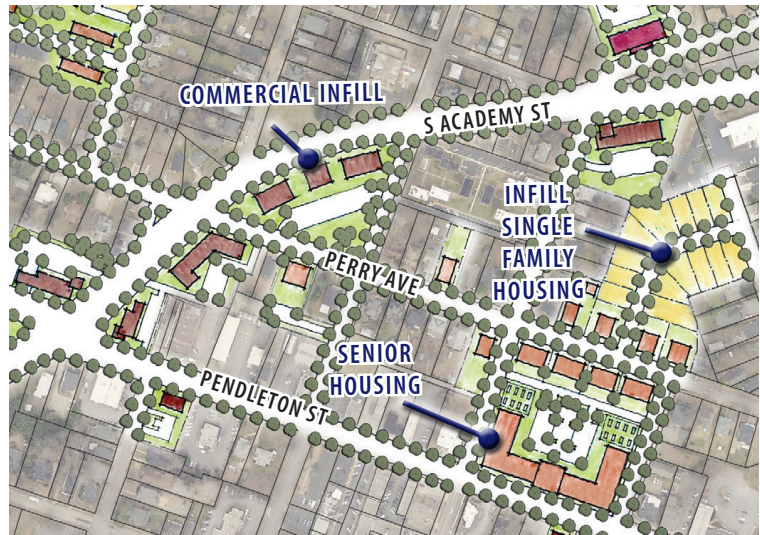 COMMERCIAL INFILL
S ACADEMY ST
INFILL
SINGLE
FAMILY
HOUSING
PERRY AVE
SENIOR
HOUSING
PENDLETON ST